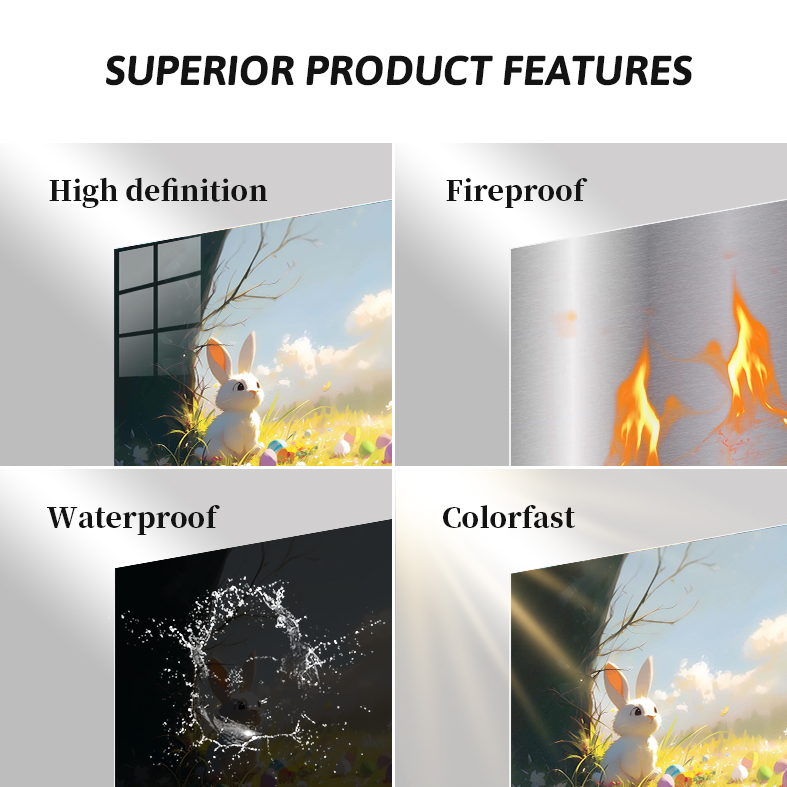 SUPERIOR PRODUCT FEATURES
High definition
Fireproof
Waterproof
Colorfast